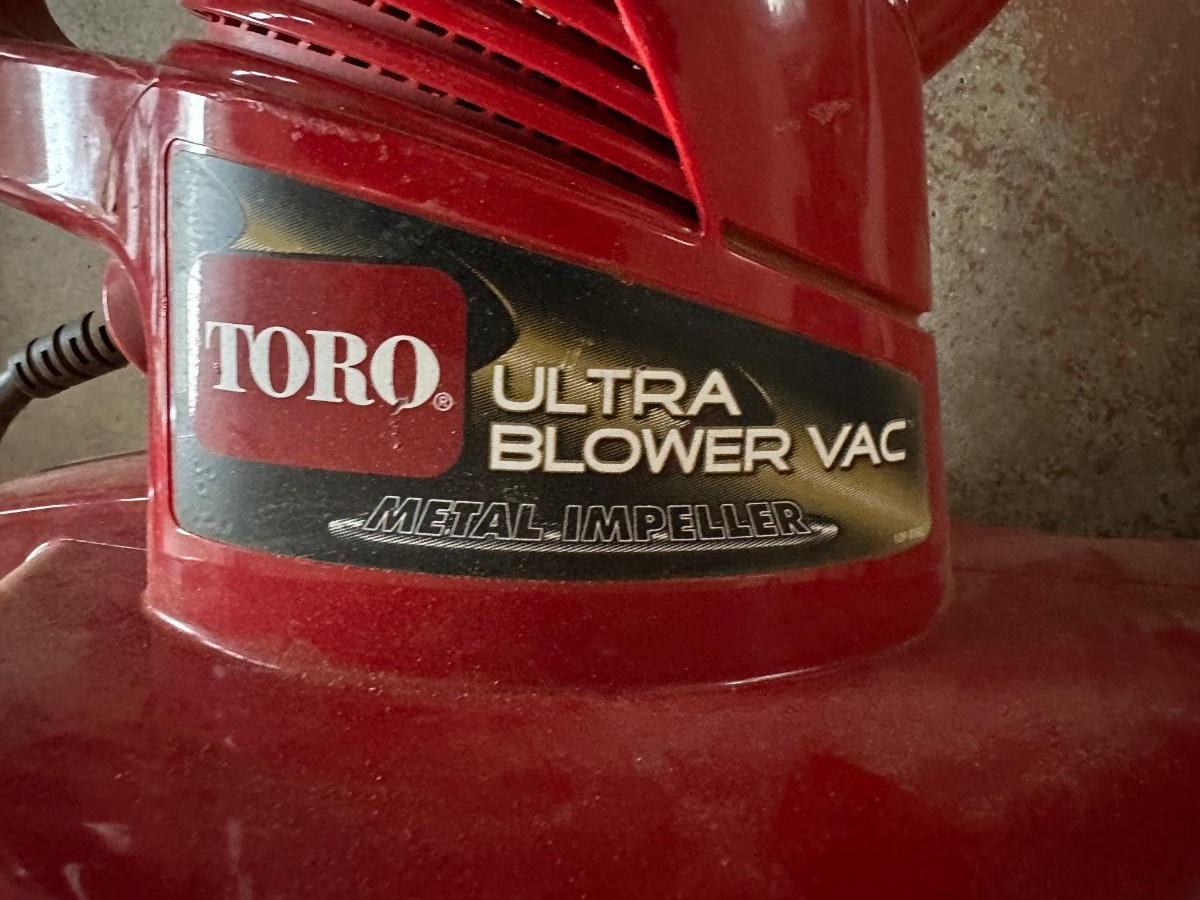 TORO®
ULTRA
BLOWER VAC
METAL IMPELLER